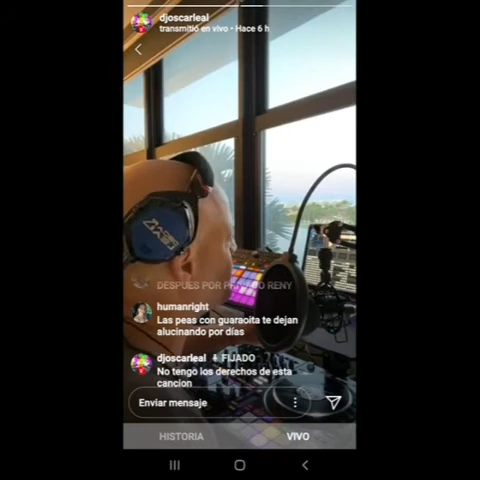 djoscarleal
transmitió en vivo • Hace 6 h
humanright
Las peas con guaraoita te dejan
alucinando por días
djoscarleal FIJADO
No tengo los derechos de esta
cancion
Enviar mensaje
HISTORIA VIVO